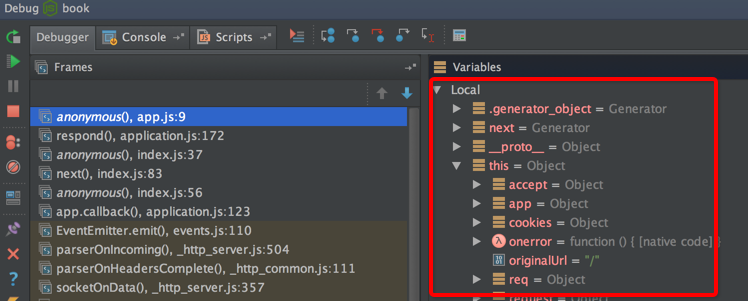 Debug book
Debugger Console Scripts
Frames
anonymous(), app.js:9
respond(), application.js:172
anonymous(), index.js:37
next(), index.js:83
anonymous(), index.js:56
app.callback(), application.js:123
EventEmitter.emit(), events.js:110
parserOnIncoming(), _http_server.js:504
parserOnHeadersComplete(), _http_common.js:111
socketOnData(), _http_server.js:357
Variables
Local
.generator_object = Generator
next = Generator
__proto__ = Object
this = Object
accept = Object
app = Object
cookies = Object
onerror = function () { [native code] }
originalUrl = "/"
req = Object
request = Object